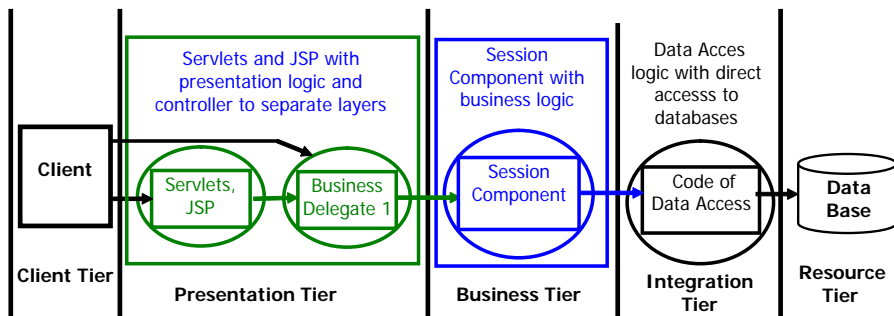 Servlets and JSP with
presentation logic and
controller to separate layers
Session
Component with
business logic
Data Acces
logic with direct
accesss to
databases
Client
Servlets,
JSP
Business
Delegate 1
Session
Component
Code of
Data Access
Data
Base
Client Tier
Presentation Tier
Business Tier
Integration
Tier
Resource
Tier